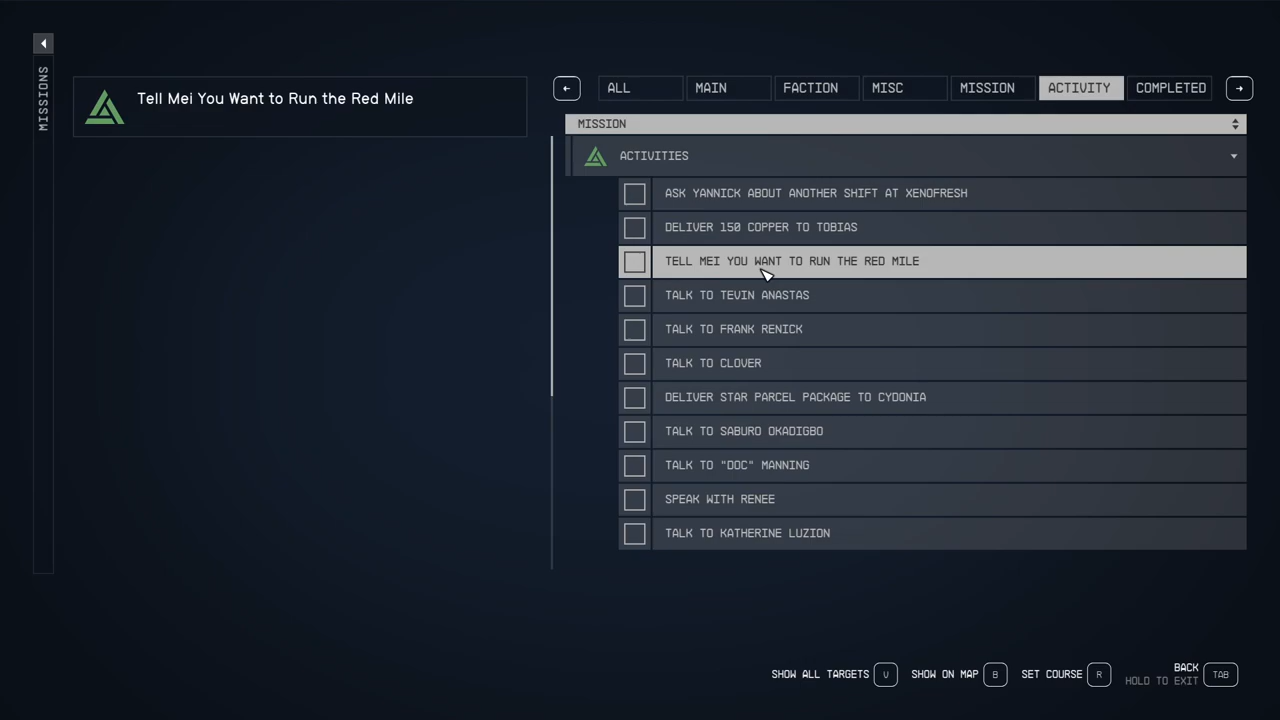 MISSIONS
Tell Mei You Want to Run the Red Mile
ALL
MAIN
FACTION
MISC
MISSION
ACTIVITY
COMPLETED
MISSION
ACTIVITIES
ASK YANNICK ABOUT ANOTHER SHIFT AT XENOFRESH
DELIVER 150 COPPER TO TOBIAS
TELL MEI YOU WANT TO RUN THE RED MILE
TALK TO TEVIN ANASTAS
TALK TO FRANK RENICK
TALK TO CLOVER
DELIVER STAR PARCEL PACKAGE TO CYDONIA
TALK TO SABURO OKADIGBO
TALK TO "DOC" MANNING
SPEAK WITH RENEE
TALK TO KATHERINE LUZION
SHOW ALL TARGETS V
SHOW ON MAP B
SET COURSE R
BACK
HOLD TO EXIT
TAB